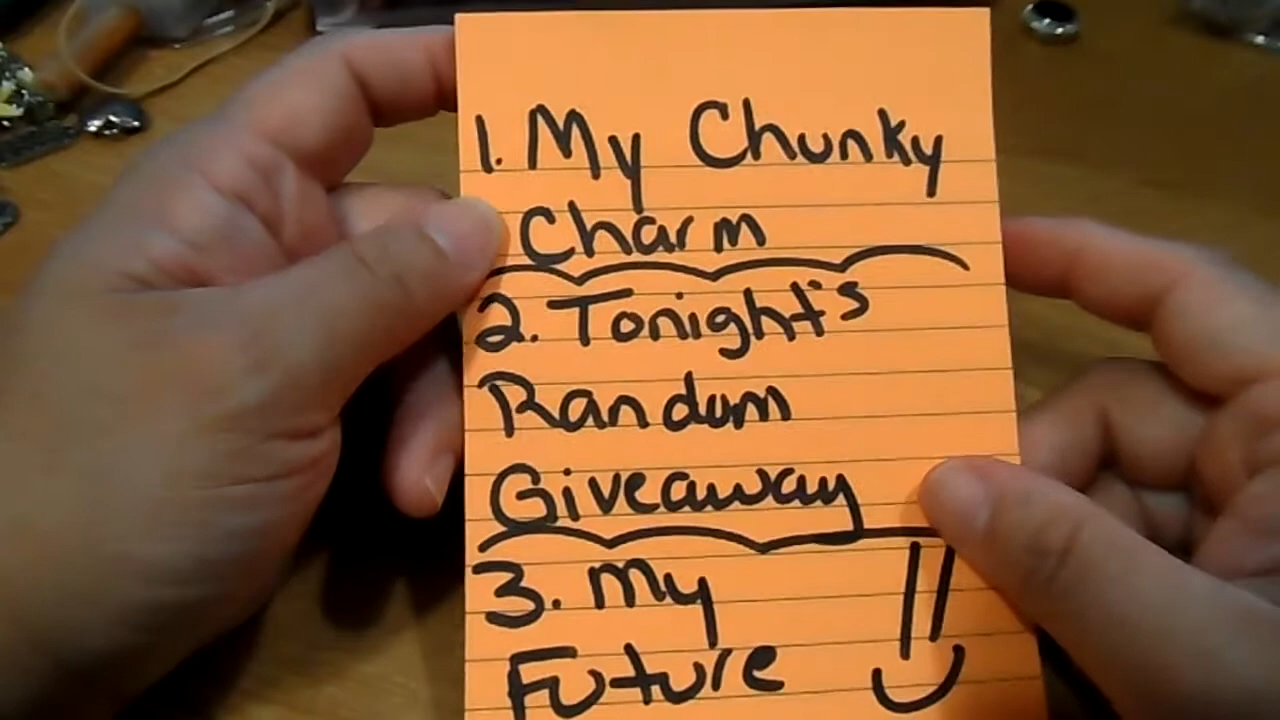 1. My Chunky
Charm
2. Tonight's
Random
Giveaway
3. My
Future